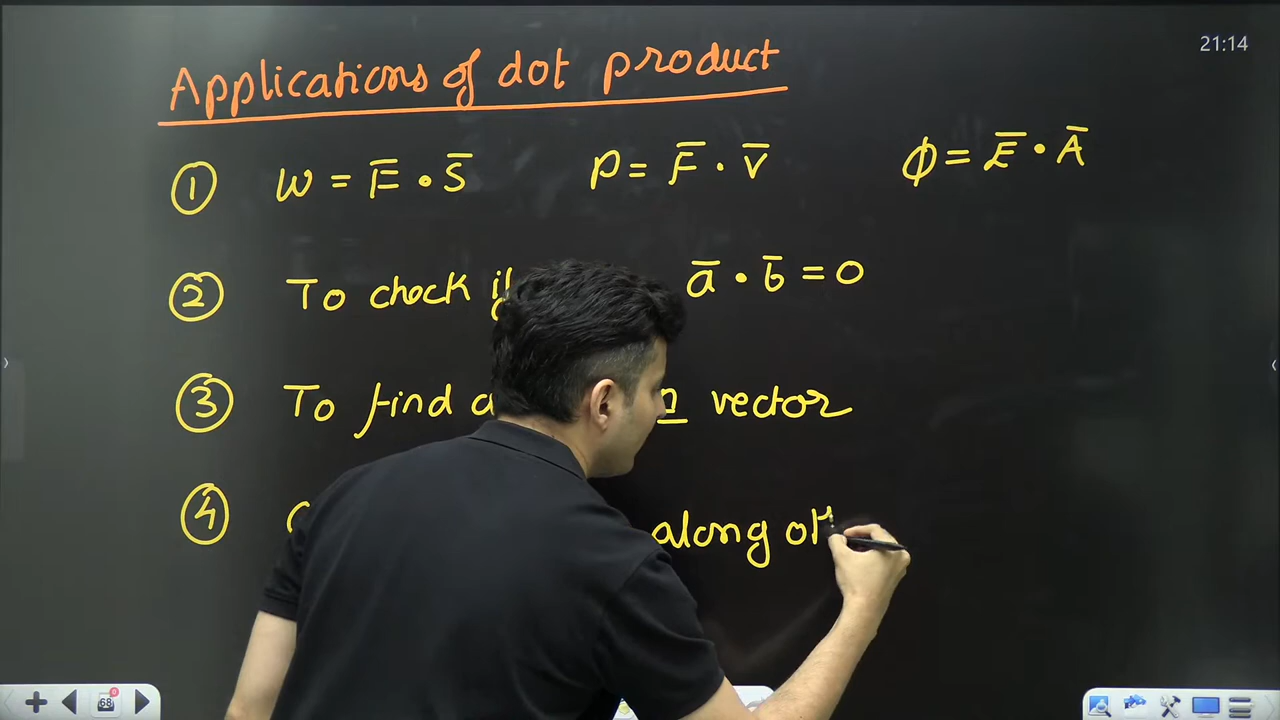 21:14
Applications of dot product
① W = F̅ • S̅ P = F̅ . V̅ Φ = E̅ • A̅
② To check if a̅ • b̅ = 0
③ To find vector
④ along
68